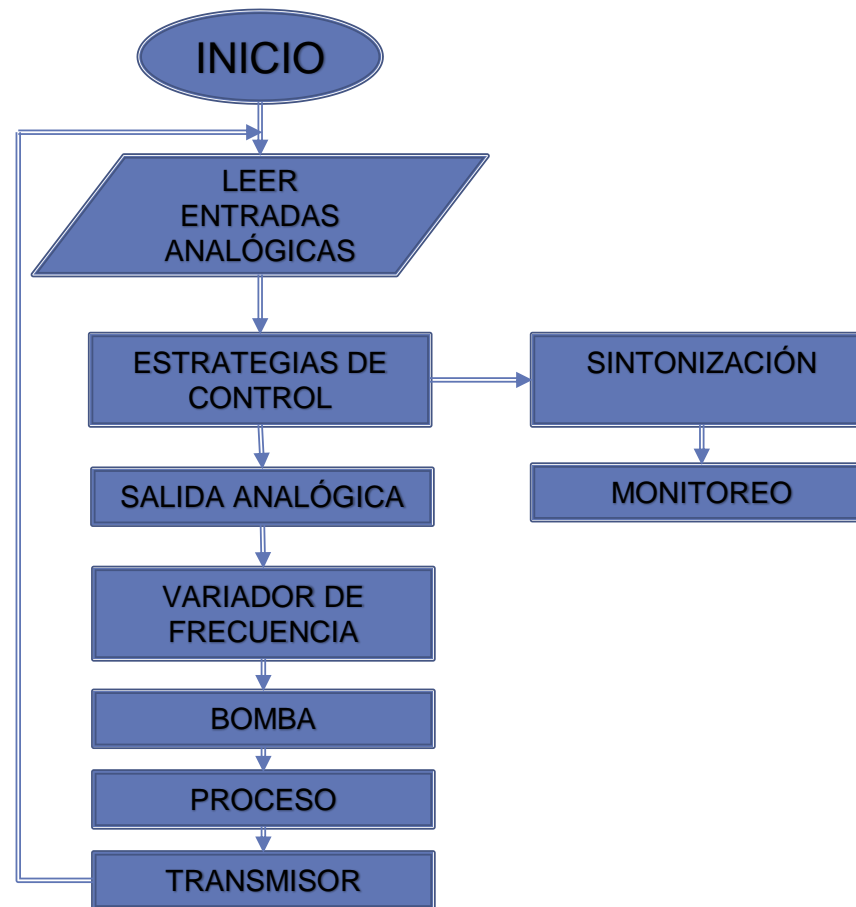 INICIO
LEER
ENTRADAS
ANALÓGICAS
ESTRATEGIAS DE
CONTROL
SINTONIZACIÓN
SALIDA ANALÓGICA
MONITOREO
VARIADOR DE
FRECUENCIA
BOMBA
PROCESO
TRANSMISOR